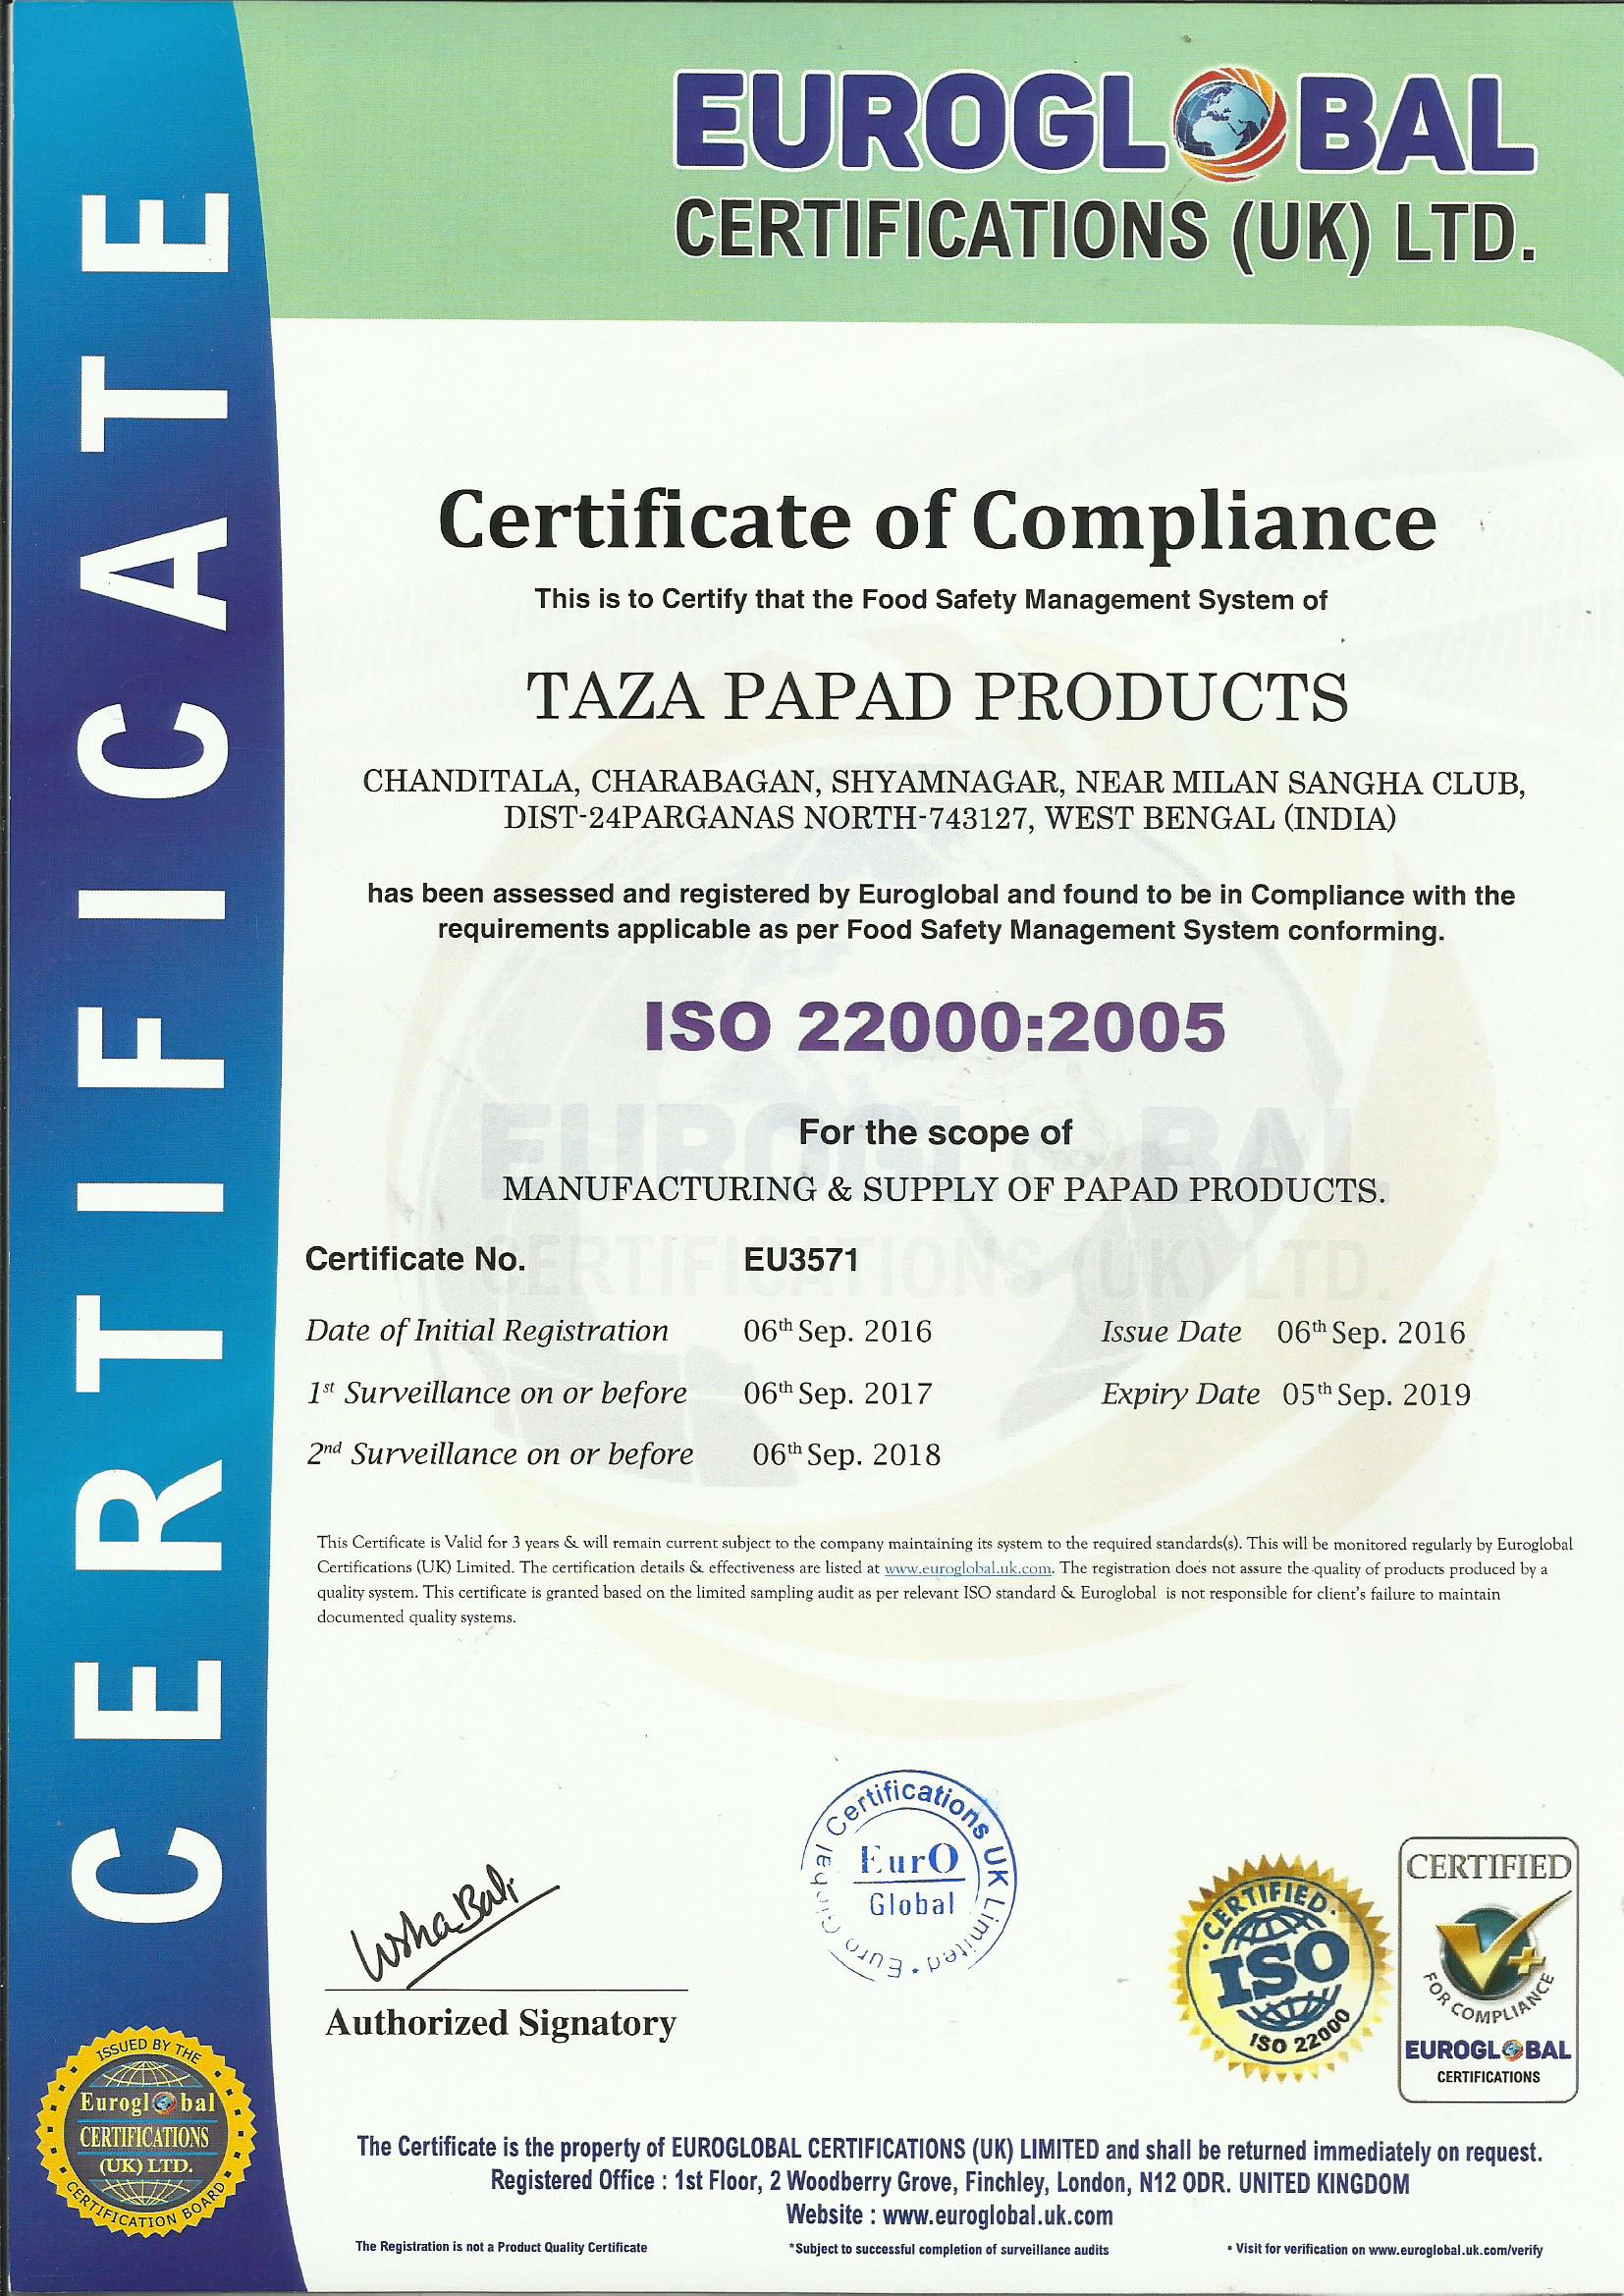 CERTIFICATE
EUROGLOBAL
CERTIFICATIONS (UK) LTD.
Certificate of Compliance
This is to Certify that the Food Safety Management System of
TAZA PAPAD PRODUCTS
CHANDITALA, CHARABAGAN, SHYAMNAGAR, NEAR MILAN SANGHA CLUB,
DIST-24PARGANAS NORTH-743127, WEST BENGAL (INDIA)
has been assessed and registered by Euroglobal and found to be in Compliance with the
requirements applicable as per Food Safety Management System conforming.
ISO 22000:2005
EUROGLOBAL
CERTIFICATIONS (UK) LTD.
For the scope of
MANUFACTURING & SUPPLY OF PAPAD PRODUCTS.
Certificate No. EU3571
Date of Initial Registration 06th Sep. 2016 Issue Date 06th Sep. 2016
1st Surveillance on or before 06th Sep. 2017 Expiry Date 05th Sep. 2019
2nd Surveillance on or before 06th Sep. 2018
This Certificate is Valid for 3 years & will remain current subject to the company maintaining its system to the required standards(s). This will be monitored regularly by Euroglobal
Certifications (UK) Limited. The certification details & effectiveness are listed at www.euroglobal.uk.com. The registration does not assure the quality of products produced by a
quality system. This certificate is granted based on the limited sampling audit as per relevant ISO standard & Euroglobal is not responsible for client's failure to maintain
documented quality systems.
Usha Bali
Authorized Signatory
Euro Global Certifications UK Limited
EurO
Global
CERTIFIED
ISO
ISO 22000
CERTIFIED
FOR COMPLIANCE
EUROGLOBAL
CERTIFICATIONS
ISSUED BY THE
Euroglobal
CERTIFICATIONS
(UK) LTD.
CERTIFICATION BOARD
The Certificate is the property of EUROGLOBAL CERTIFICATIONS (UK) LIMITED and shall be returned immediately on request.
Registered Office : 1st Floor, 2 Woodberry Grove, Finchley, London, N12 ODR. UNITED KINGDOM
Website : www.euroglobal.uk.com
The Registration is not a Product Quality Certificate *Subject to successful completion of surveillance audits • Visit for verification on www.euroglobal.uk.com/verify